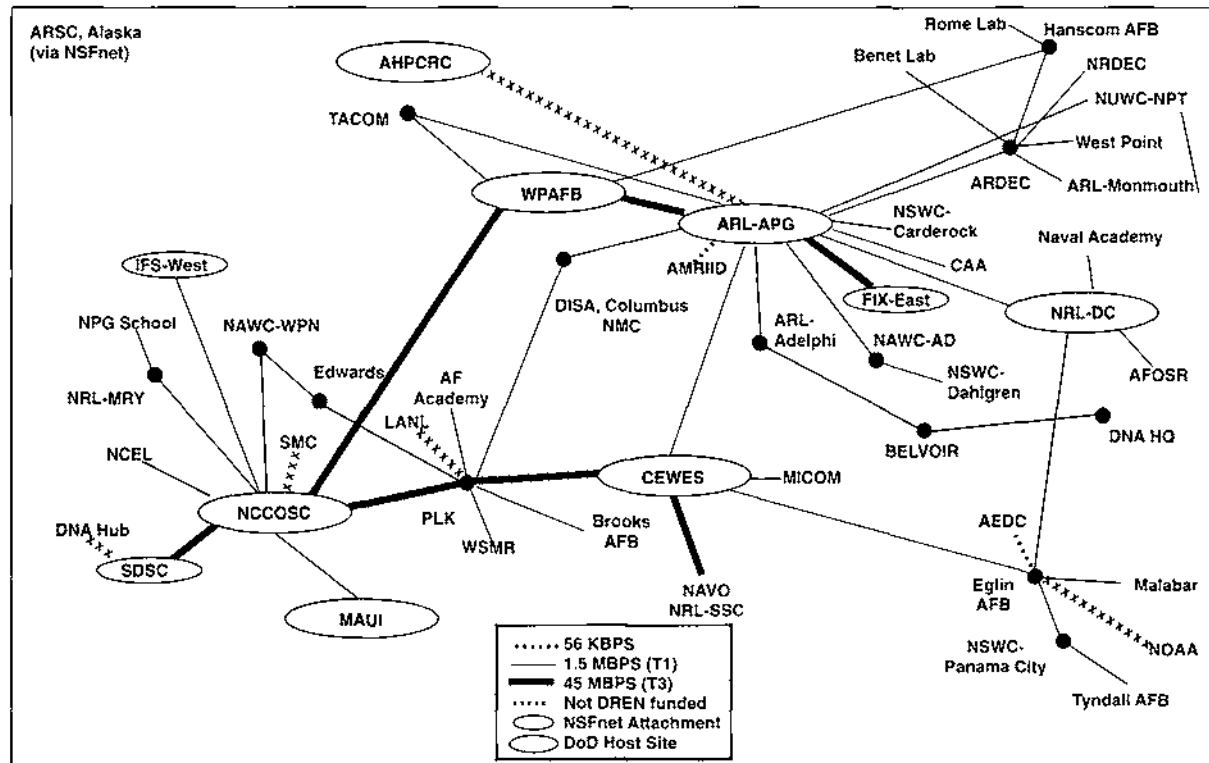 ARSC, Alaska
(via NSFnet)
Rome Lab
Hanscom AFB
Benet Lab
NRDEC
AHPCRC
NUWC-NPT
TACOM
West Point
ARDEC
ARL-Monmouth
WPAFB
ARL-APG
NSWC-
Carderock
Naval Academy
CAA
AMRIID
IFS-West
FIX-East
DISA, Columbus
NMC
NRL-DC
NPG School
NAWC-WPN
ARL-
Adelphi
NAWC-AD
Edwards
AF
Academy
NSWC-
Dahlgren
AFOSR
NRL-MRY
LANL
SMC
DNA HQ
BELVOIR
NCEL
CEWES
MICOM
NCCOSC
PLK
Brooks
AFB
WSMR
AEDC
DNA Hub
SDSC
Eglin
AFB
Malabar
NAVO
NRL-SSC
MAUI
NSWC-
Panama City
NOAA
Tyndall AFB
56 KBPS
1.5 MBPS (T1)
45 MBPS (T3)
Not DREN funded
NSFnet Attachment
DoD Host Site